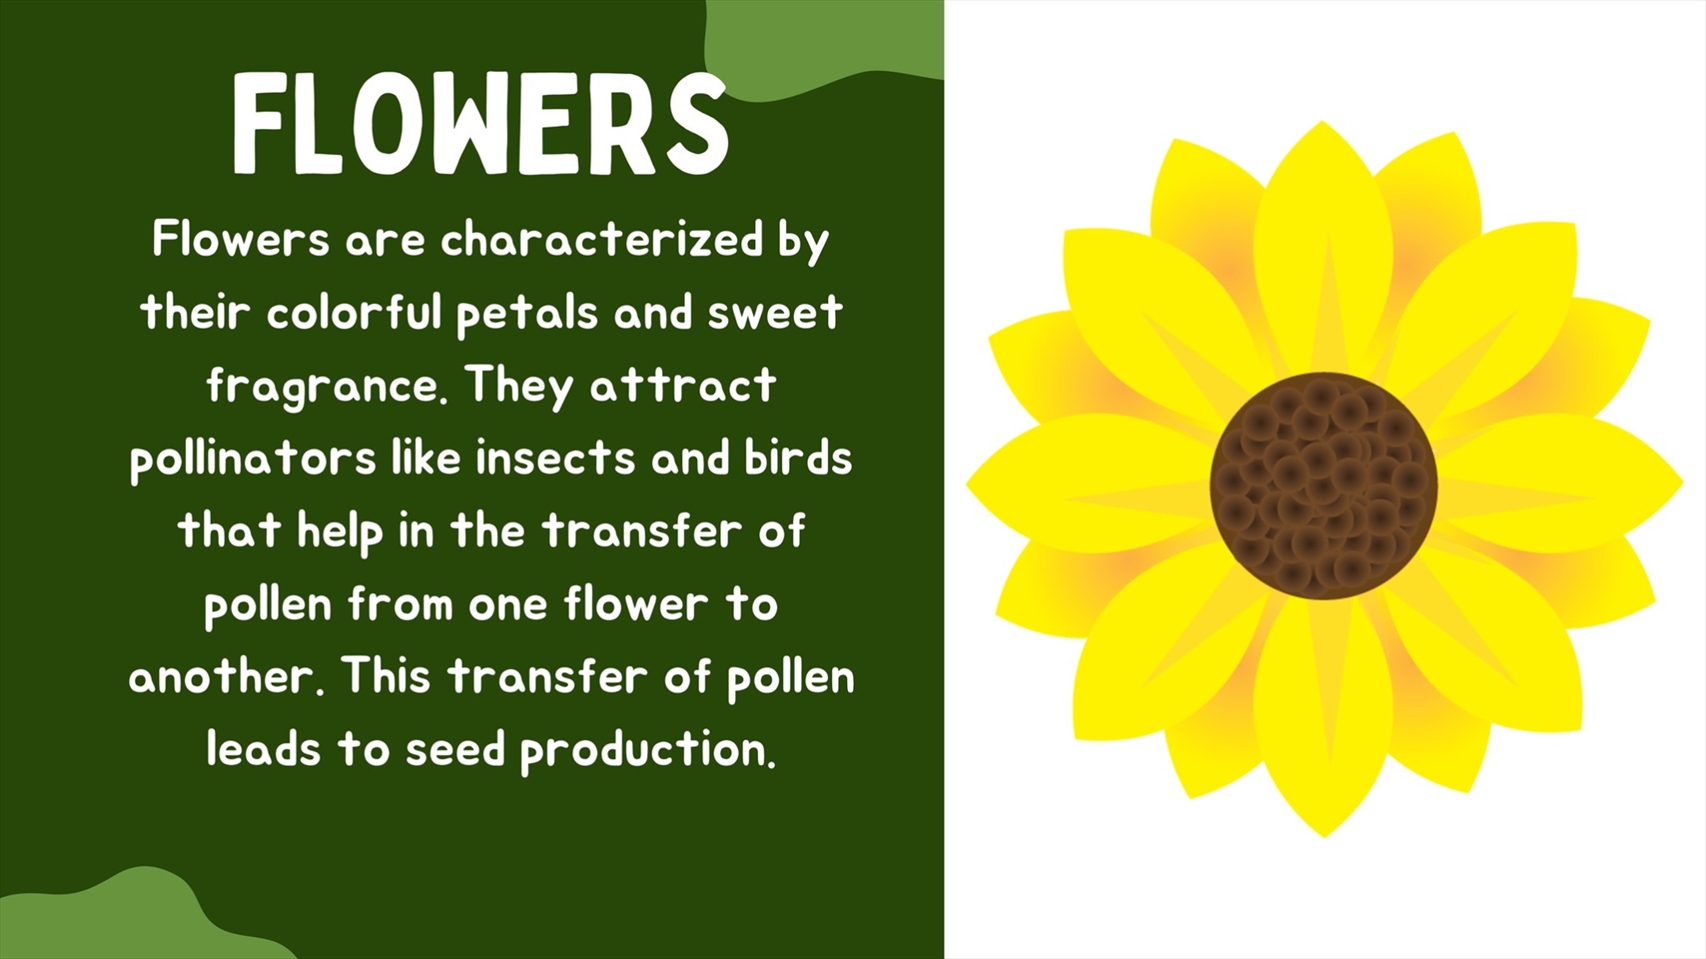 FLOWERS
Flowers are characterized by
their colorful petals and sweet
fragrance. They attract
pollinators like insects and birds
that help in the transfer of
pollen from one flower to
another. This transfer of pollen
leads to seed production.